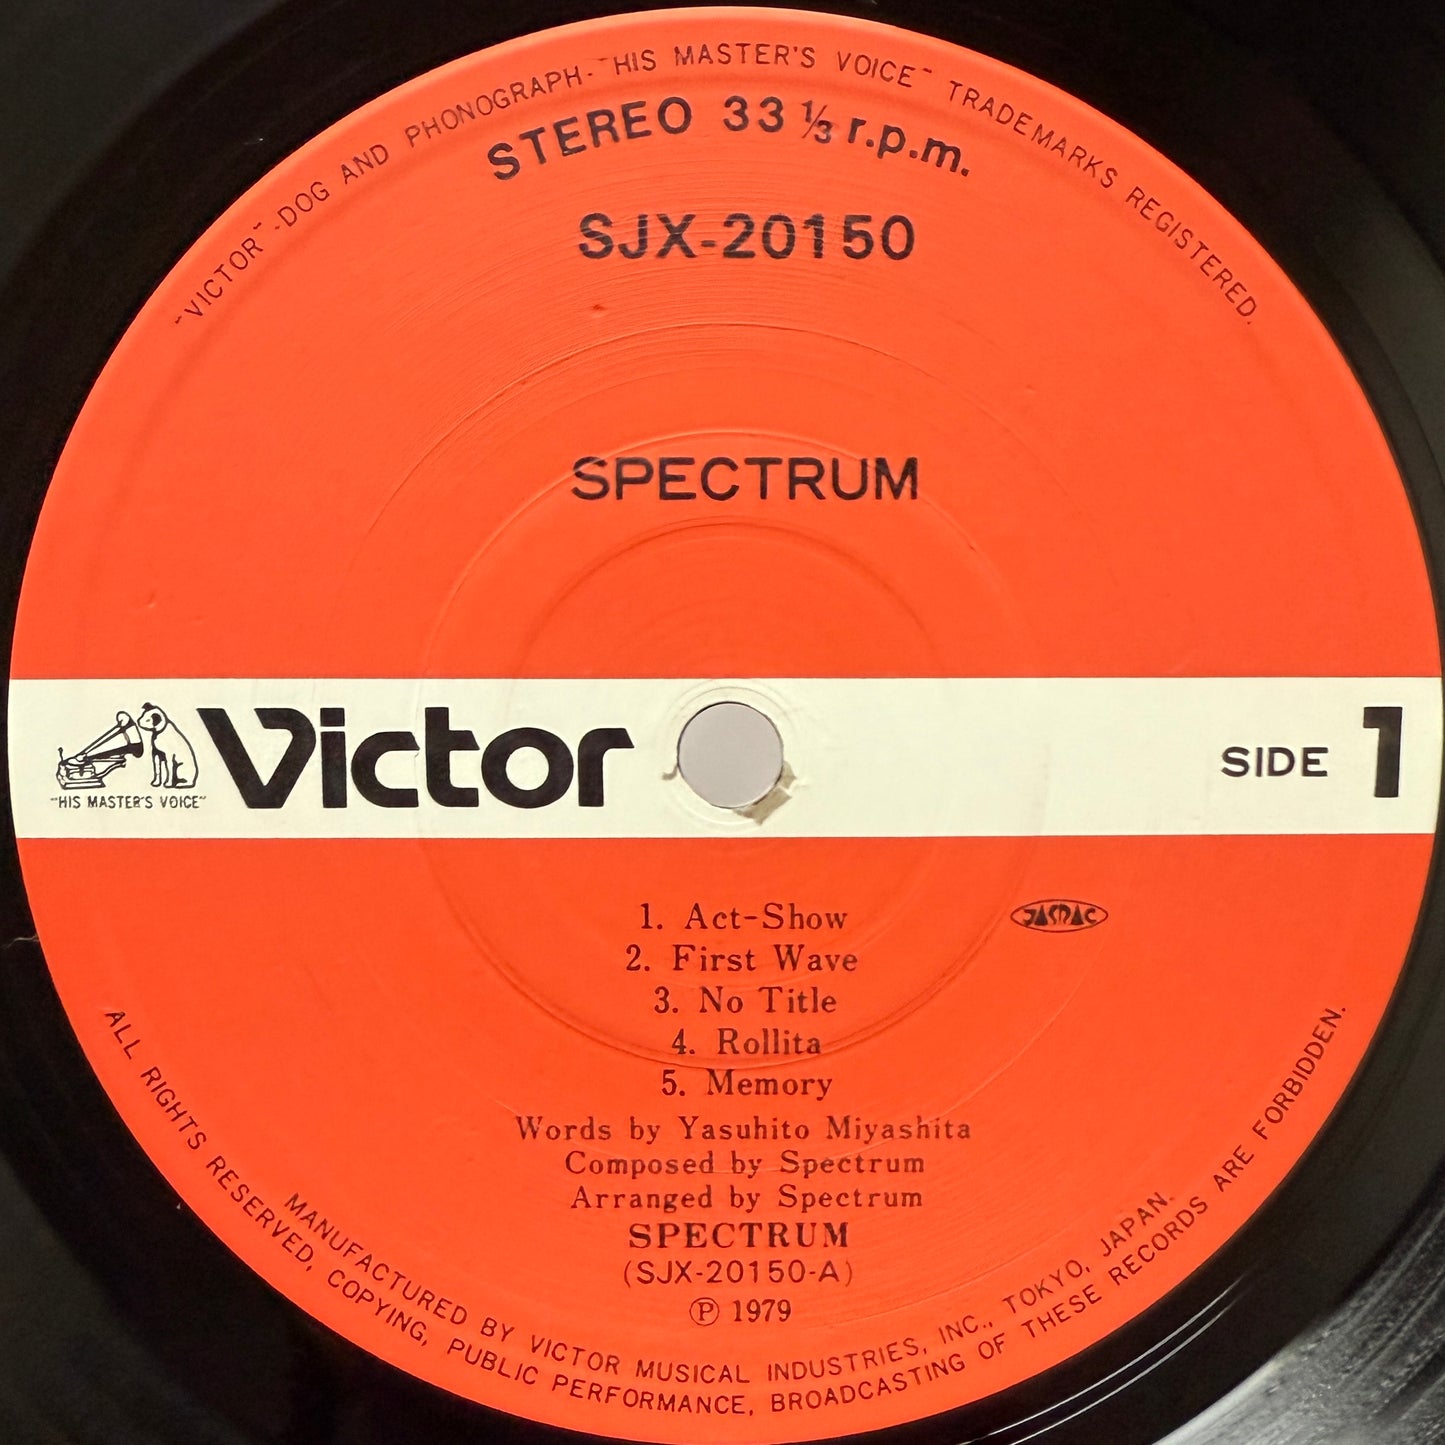 "VICTOR"-DOG AND PHONOGRAPH-"HIS MASTER'S VOICE" TRADEMARKS REGISTERED.
STEREO 33 1/3 r.p.m.
SJX-20150
SPECTRUM
"HIS MASTER'S VOICE"
Victor
SIDE 1
1. Act-Show
JASRAC
2. First Wave
3. No Title
4. Rollita
5. Memory
Words by Yasuhito Miyashita
Composed by Spectrum
Arranged by Spectrum
SPECTRUM
(SJX-20150-A)
Ⓟ 1979
MANUFACTURED BY VICTOR MUSICAL INDUSTRIES, INC., TOKYO, JAPAN.
ALL RIGHTS RESERVED, COPYING, PUBLIC PERFORMANCE, BROADCASTING OF THESE RECORDS ARE FORBIDDEN.